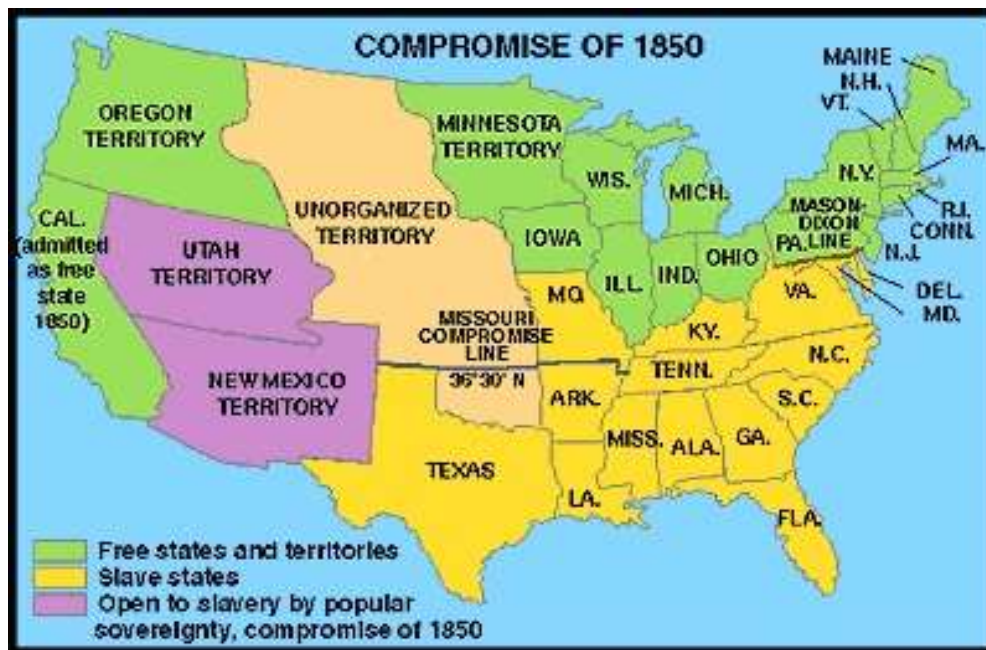 COMPROMISE OF 1850
MAINE
N.H.
VT.
MA.
OREGON
TERRITORY
MINNESOTA
TERRITORY
N.Y.
WIS.
MICH.
R.I.
CONN.
MASON-
DIXON
LINE
PA.
N.J.
CAL.
(admitted
as free
state
1850)
UNORGANIZED
TERRITORY
UTAH
TERRITORY
IOWA
OHIO
ILL.
IND.
DEL.
MD.
MO.
VA.
MISSOURI
COMPROMISE
LINE
36°30' N
KY.
N.C.
TENN.
NEW MEXICO
TERRITORY
ARK.
S.C.
MISS.
ALA.
GA.
TEXAS
LA.
FLA.
Free states and territories
Slave states
Open to slavery by popular
sovereignty, compromise of 1850